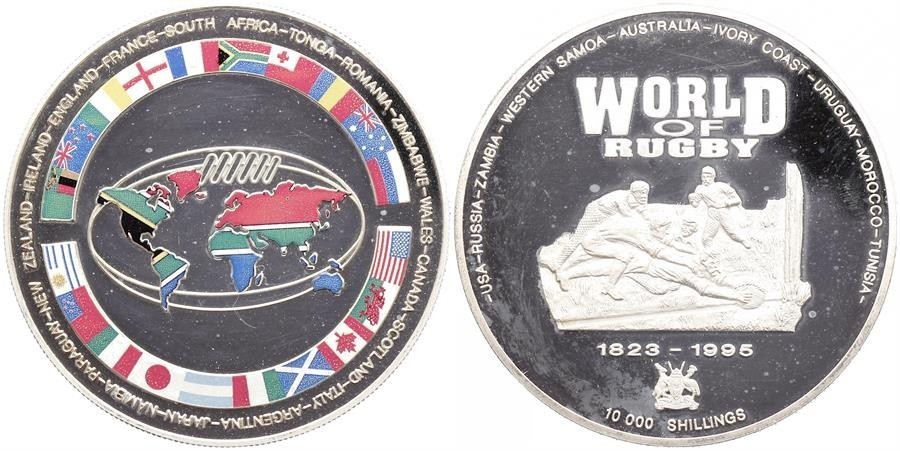 NEW ZEALAND-IRELAND-ENGLAND-FRANCE-SOUTH AFRICA-TONGA-ROMANIA-ZIMBABWE-WALES-CANADA-SCOTLAND-ITALY-ARGENTINA-JAPAN-NAMIBIA-PARAGUAY-
-USA-RUSSIA-ZAMBIA-WESTERN SAMOA-AUSTRALIA-IVORY COAST-URUGUAY-MOROCCO-TUNISIA-
WORLD
OF
RUGBY
1823-1995
10 000 SHILLINGS